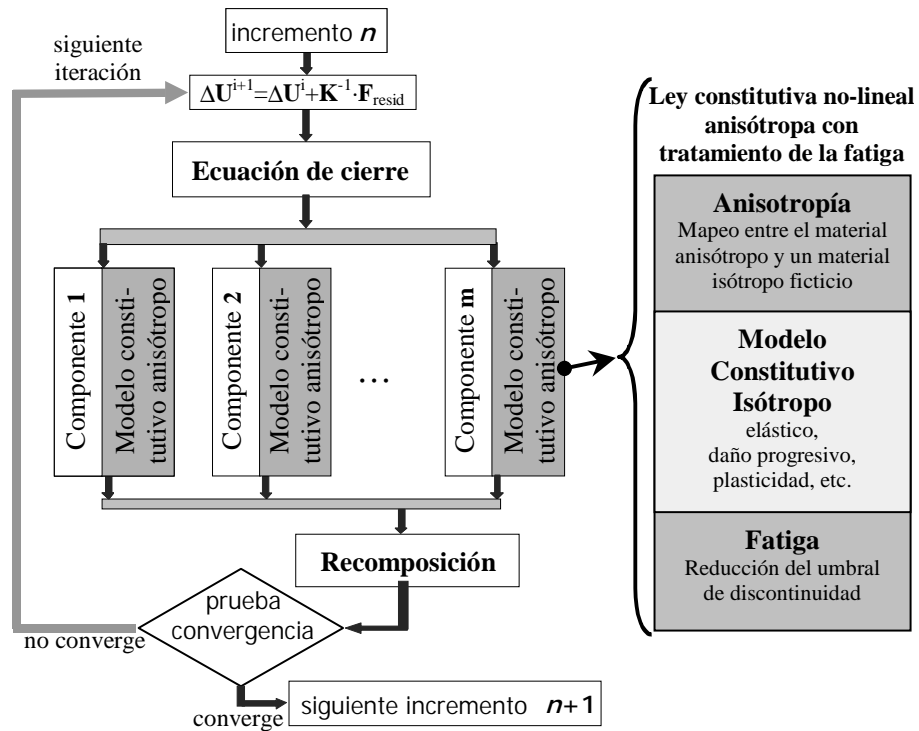 incremento n
siguiente
iteración
ΔUⁱ⁺¹=ΔUⁱ+K⁻¹·F_resid
Ecuación de cierre
Componente 1
Modelo consti-
tutivo anisótropo
Componente 2
Modelo consti-
tutivo anisótropo
...
Componente m
Modelo consti-
tutivo anisótropo
Recomposición
prueba
convergencia
no converge
converge
siguiente incremento n+1
Ley constitutiva no-lineal
anisótropa con
tratamiento de la fatiga
Anisotropía
Mapeo entre el material
anisótropo y un material
isótropo ficticio
Modelo
Constitutivo
Isótropo
elástico,
daño progresivo,
plasticidad, etc.
Fatiga
Reducción del umbral
de discontinuidad